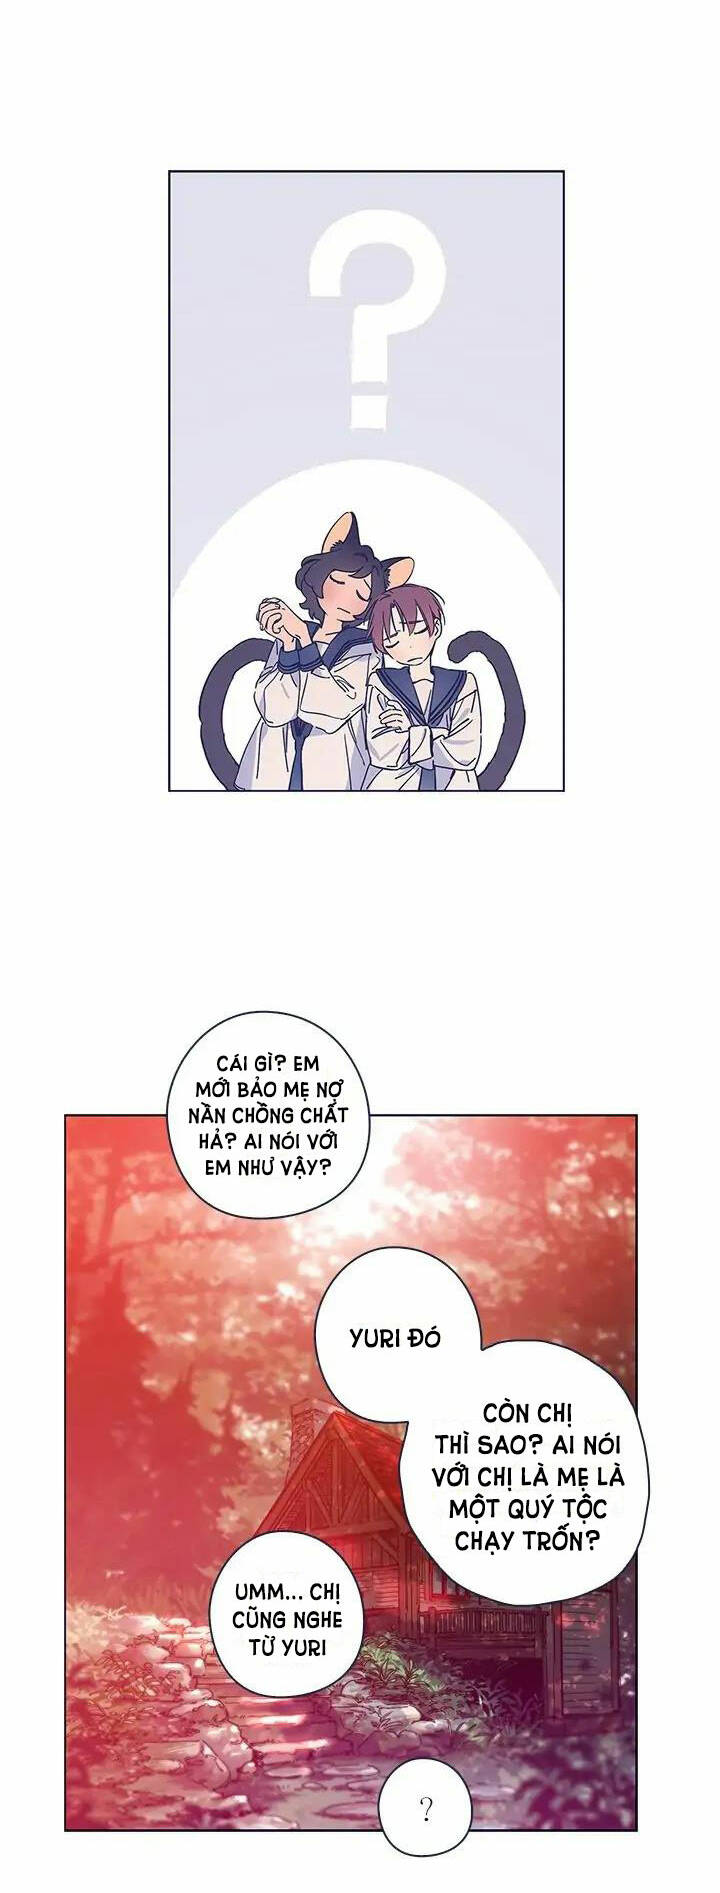 ?
CÁI GÌ? EM
MỚI BẢO MẸ NỢ
NẦN CHỒNG CHẤT
HẢ? AI NÓI VỚI
EM NHƯ VẬY?
YURI ĐÓ
CÒN CHỊ
THÌ SAO? AI NÓI
VỚI CHỊ LÀ MẸ LÀ
MỘT QUÝ TỘC
CHẠY TRỐN?
UMM... CHỊ
CŨNG NGHE
TỪ YURI
?